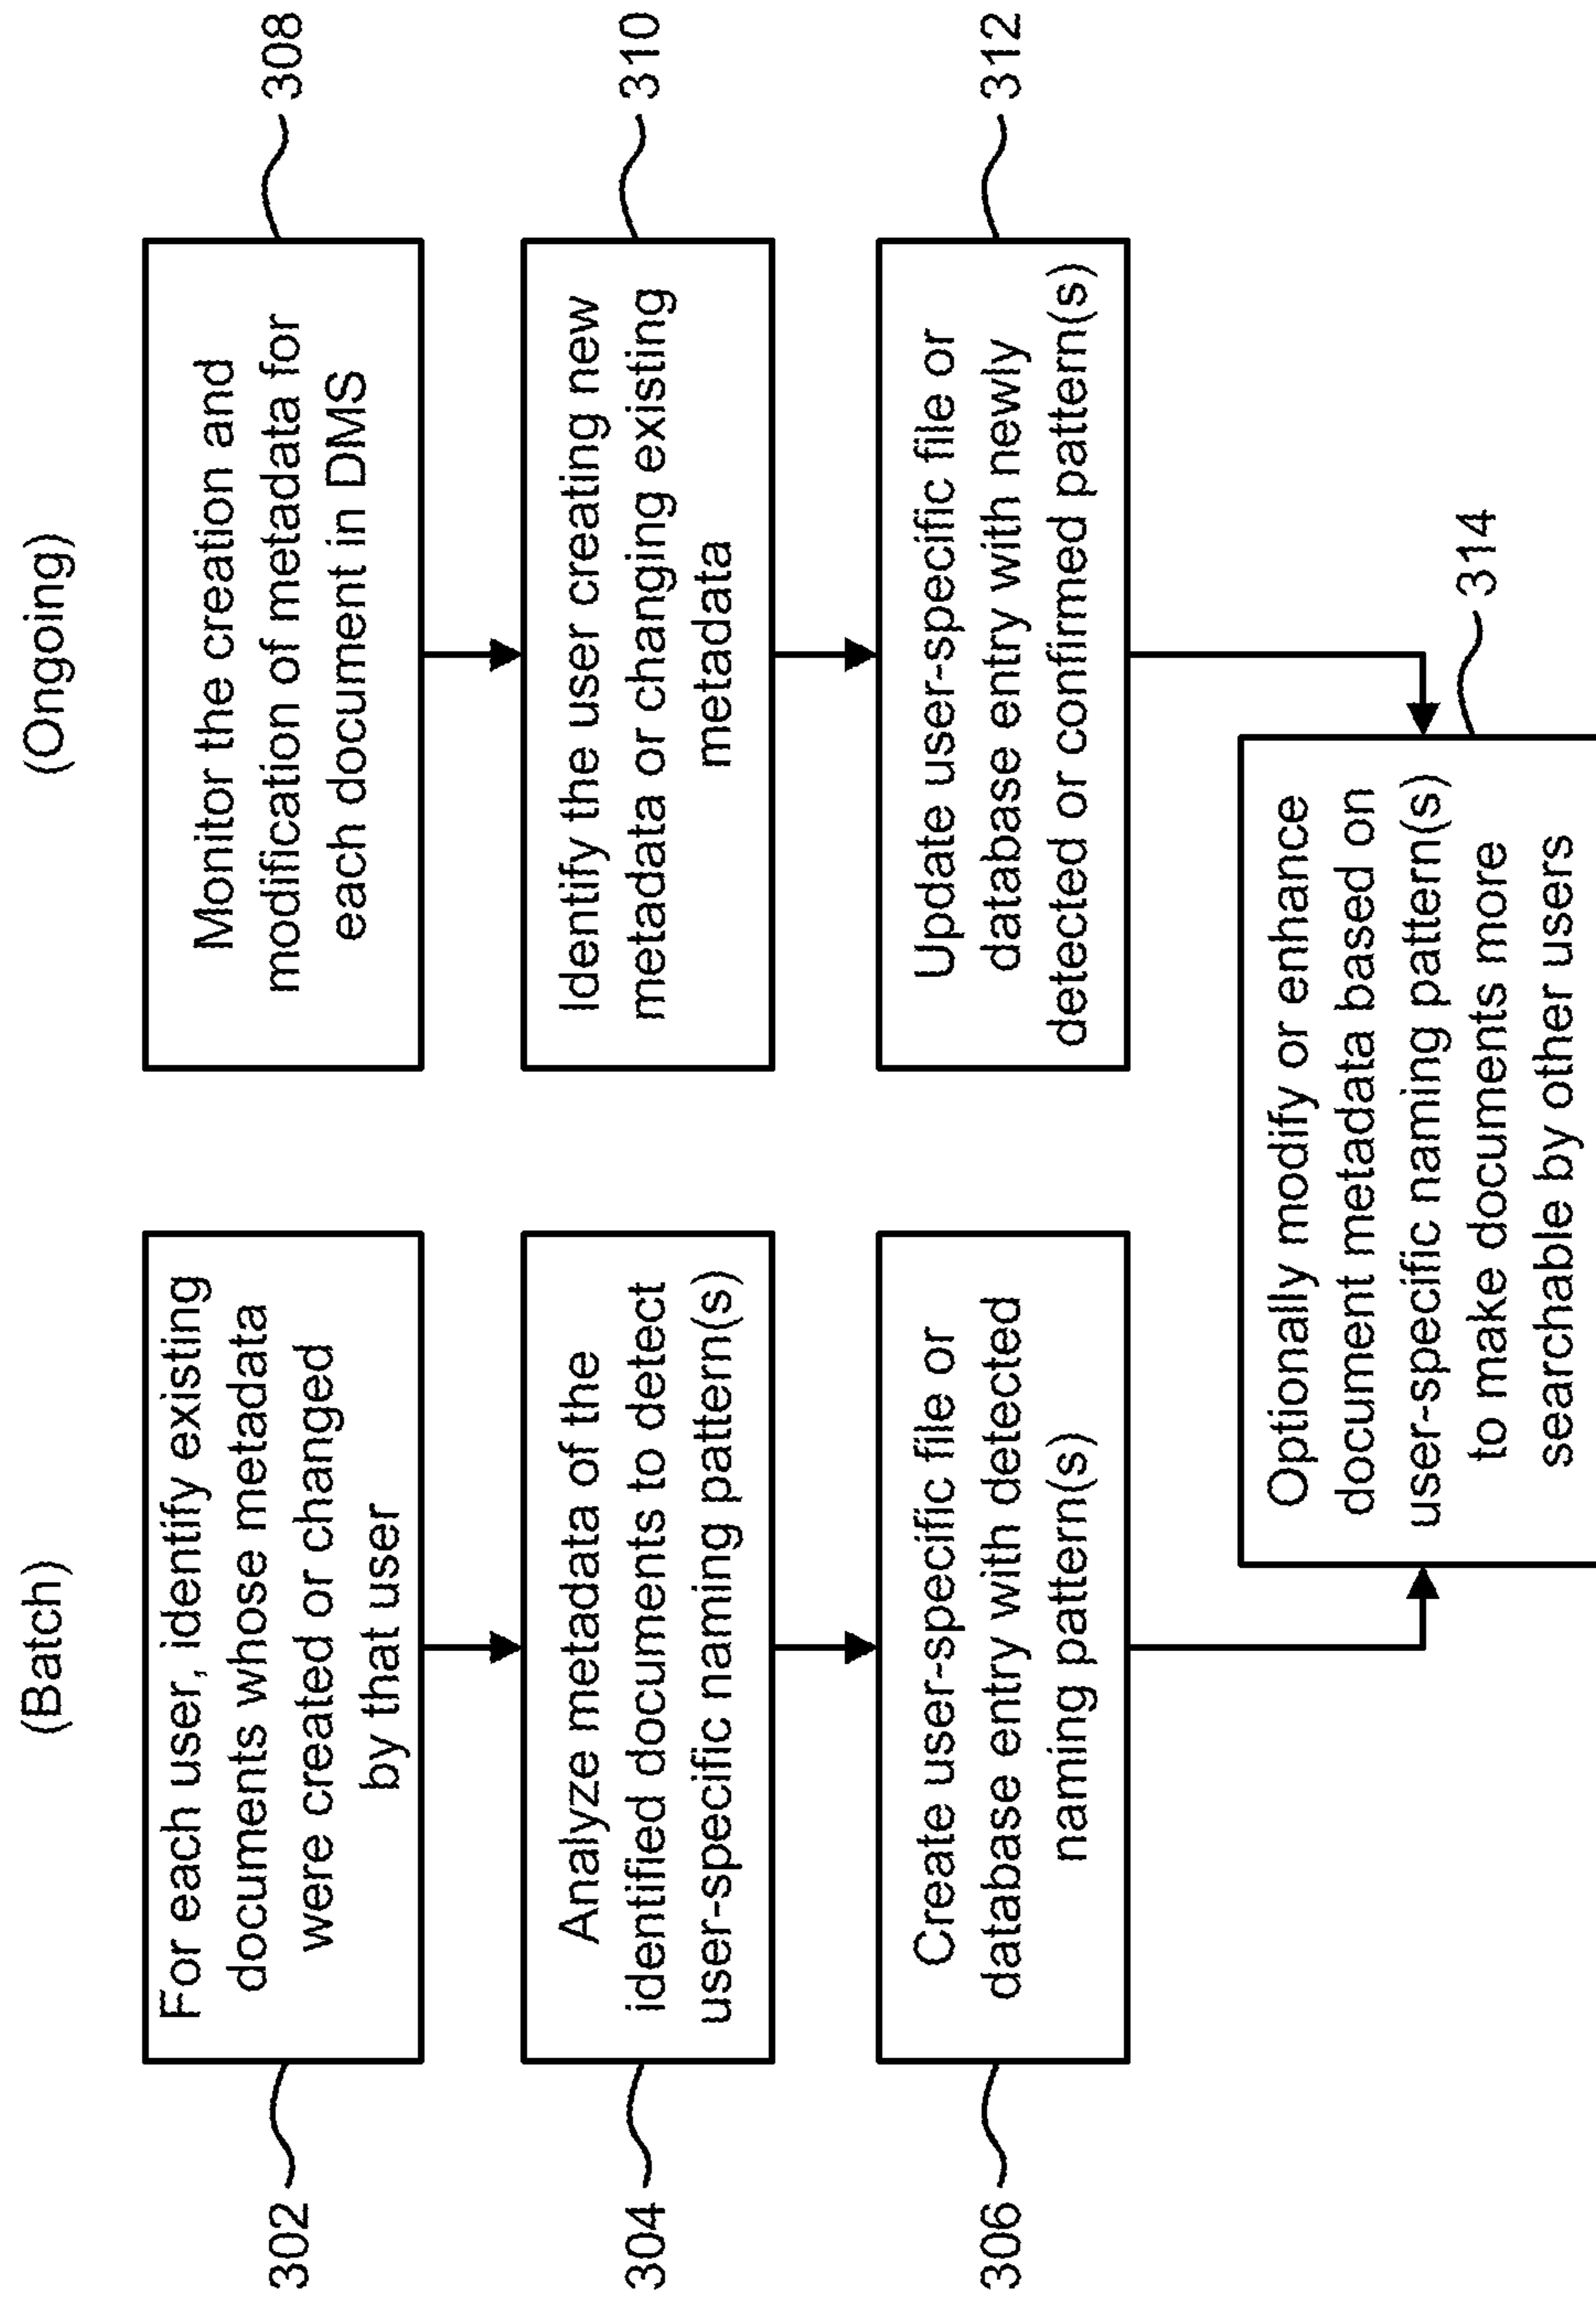 (Batch)
302
For each user, identify existing
documents whose metadata
were created or changed
by that user
304
Analyze metadata of the
identified documents to detect
user-specific naming pattern(s)
306
Create user-specific file or
database entry with detected
naming pattern(s)
(Ongoing)
308
Monitor the creation and
modification of metadata for
each document in DMS
310
Identify the user creating new
metadata or changing existing
metadata
312
Update user-specific file or
database entry with newly
detected or confirmed pattern(s)
314
Optionally modify or enhance
document metadata based on
user-specific naming pattern(s)
to make documents more
searchable by other users